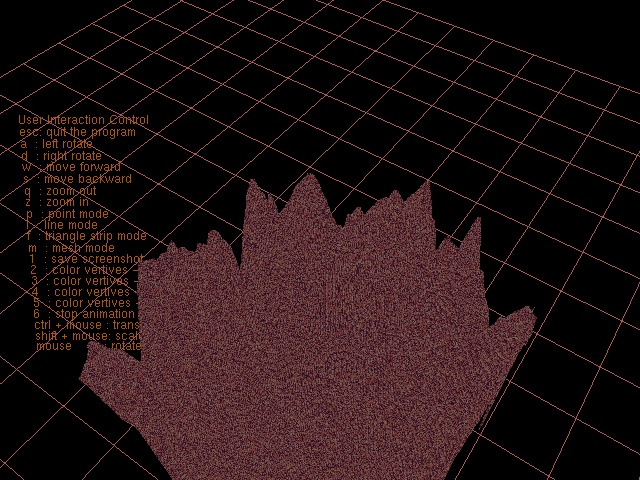 User Interaction Control
esc: quit the program
a : left rotate
d : right rotate
w : move forward
s : move backward
q : zoom out
z : zoom in
p : point mode
l : line mode
f : triangle strip mode
m : mesh mode
1 : save screenshot
2 : color vertives -
3 : color vertives -
4 : color vertives
5 : color vertives -
6 : stop animation
ctrl + mouse : trans
shift + mouse: scal
mouse : rotate